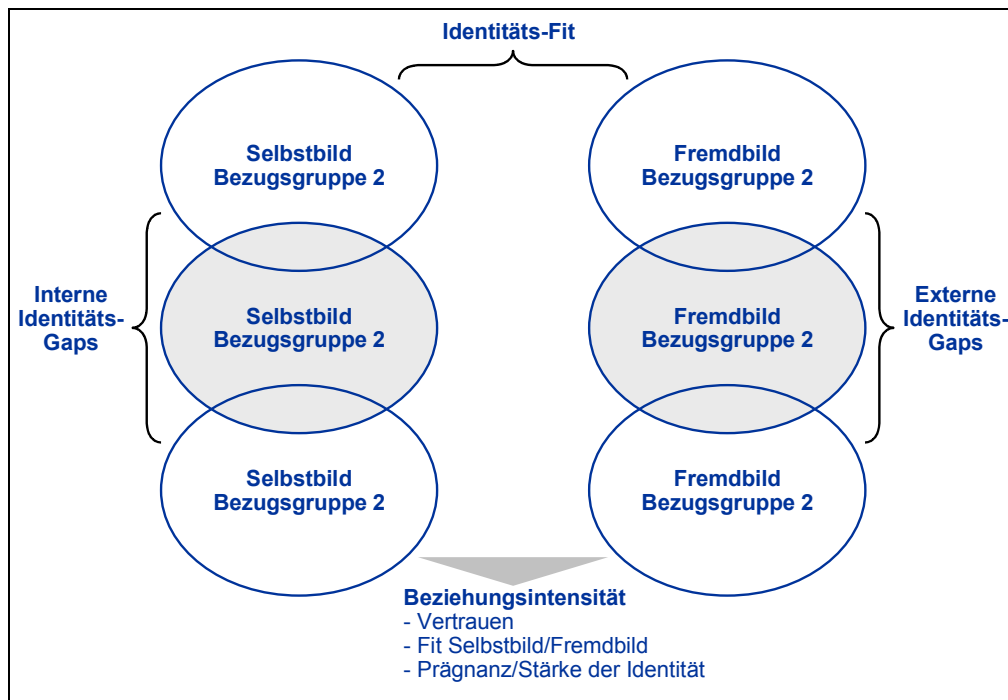 Identitäts-Fit
Selbstbild
Bezugsgruppe 2
Fremdbild
Bezugsgruppe 2
Interne
Identitäts-
Gaps
Selbstbild
Bezugsgruppe 2
Fremdbild
Bezugsgruppe 2
Externe
Identitäts-
Gaps
Selbstbild
Bezugsgruppe 2
Fremdbild
Bezugsgruppe 2
Beziehungsintensität
- Vertrauen
- Fit Selbstbild/Fremdbild
- Prägnanz/Stärke der Identität